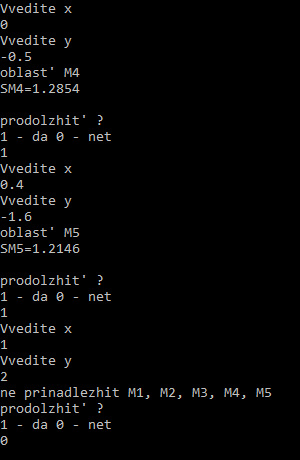 Vvedite x
0
Vvedite y
-0.5
oblast' M4
SM4=1.2854
prodolzhit' ?
1 - da 0 - net
1
Vvedite x
0.4
Vvedite y
-1.6
oblast' M5
SM5=1.2146
prodolzhit' ?
1 - da 0 - net
1
Vvedite x
1
Vvedite y
2
ne prinadlezhit M1, M2, M3, M4, M5
prodolzhit' ?
1 - da 0 - net
0